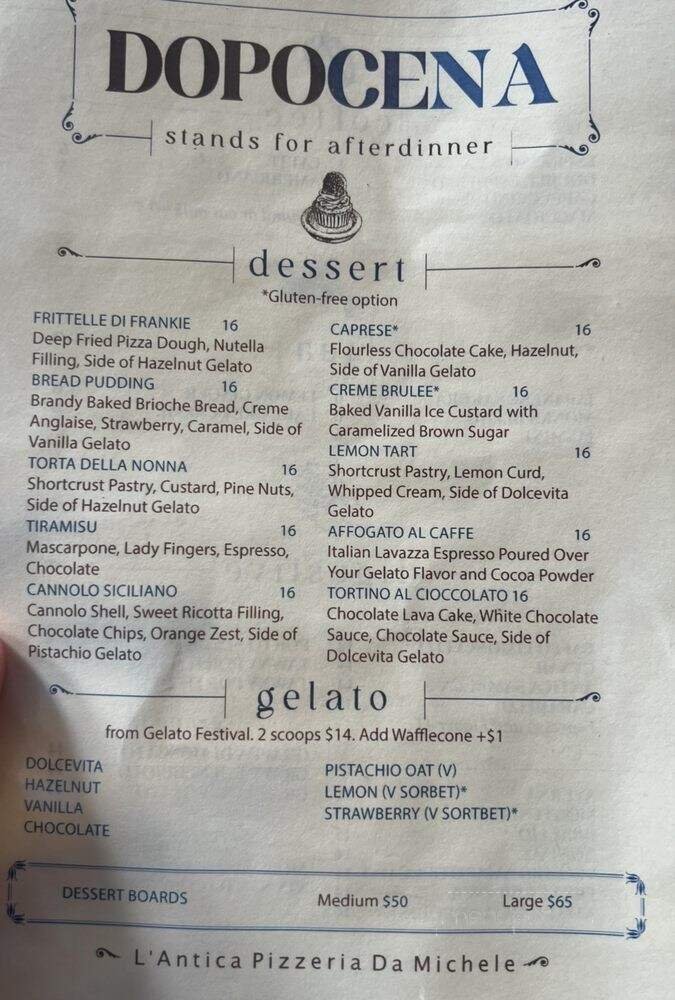 DOPOCENA
stands for afterdinner
dessert
*Gluten-free option
FRITTELLE DI FRANKIE 16
Deep Fried Pizza Dough, Nutella
Filling, Side of Hazelnut Gelato
BREAD PUDDING 16
Brandy Baked Brioche Bread, Creme
Anglaise, Strawberry, Caramel, Side of
Vanilla Gelato
TORTA DELLA NONNA 16
Shortcrust Pastry, Custard, Pine Nuts,
Side of Hazelnut Gelato
TIRAMISU 16
Mascarpone, Lady Fingers, Espresso,
Chocolate
CANNOLO SICILIANO 16
Cannolo Shell, Sweet Ricotta Filling,
Chocolate Chips, Orange Zest, Side of
Pistachio Gelato
CAPRESE* 16
Flourless Chocolate Cake, Hazelnut,
Side of Vanilla Gelato
CREME BRULEE* 16
Baked Vanilla Ice Custard with
Caramelized Brown Sugar
LEMON TART 16
Shortcrust Pastry, Lemon Curd,
Whipped Cream, Side of Dolcevita
Gelato
AFFOGATO AL CAFFE 16
Italian Lavazza Espresso Poured Over
Your Gelato Flavor and Cocoa Powder
TORTINO AL CIOCCOLATO 16
Chocolate Lava Cake, White Chocolate
Sauce, Chocolate Sauce, Side of
Dolcevita Gelato
gelato
from Gelato Festival. 2 scoops $14. Add Wafflecone +$1
DOLCEVITA
HAZELNUT
VANILLA
CHOCOLATE
PISTACHIO OAT (V)
LEMON (V SORBET)*
STRAWBERRY (V SORTBET)*
DESSERT BOARDS Medium $50 Large $65
L'Antica Pizzeria Da Michele